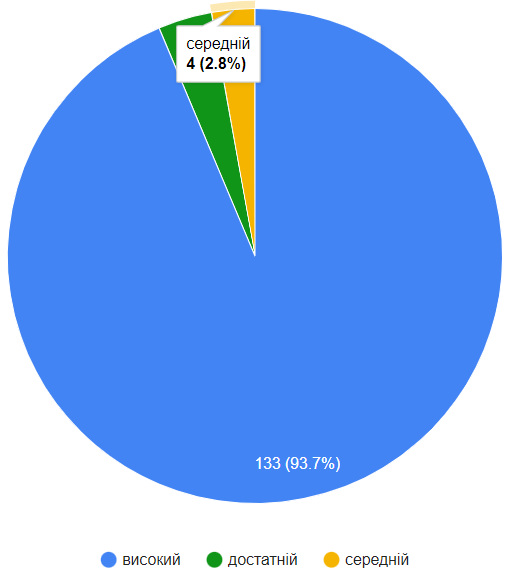 середній
4 (2.8%)
133 (93.7%)
високий
достатній
середній